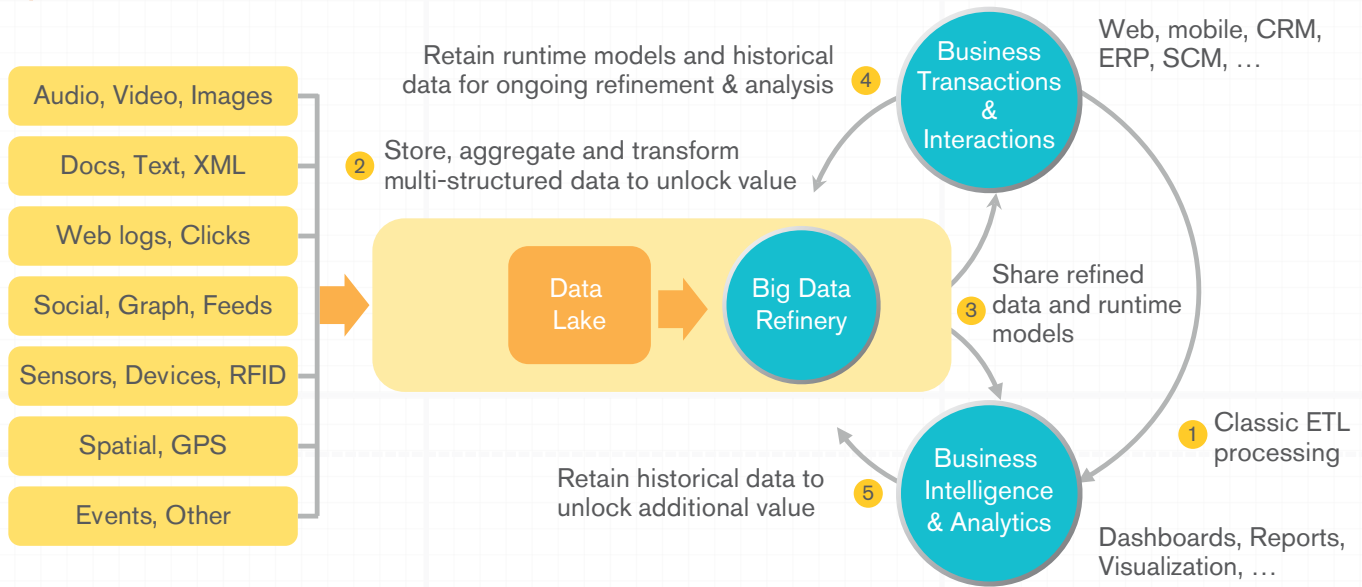 Audio, Video, Images
Docs, Text, XML
Web logs, Clicks
Social, Graph, Feeds
Sensors, Devices, RFID
Spatial, GPS
Events, Other
Retain runtime models and historical
data for ongoing refinement & analysis
4
2
Store, aggregate and transform
multi-structured data to unlock value
Data
Lake
Big Data
Refinery
Business
Transactions
&
Interactions
Web, mobile, CRM,
ERP, SCM, …
3
Share refined
data and runtime
models
1
Classic ETL
processing
Retain historical data to
unlock additional value
5
Business
Intelligence
& Analytics
Dashboards, Reports,
Visualization, …